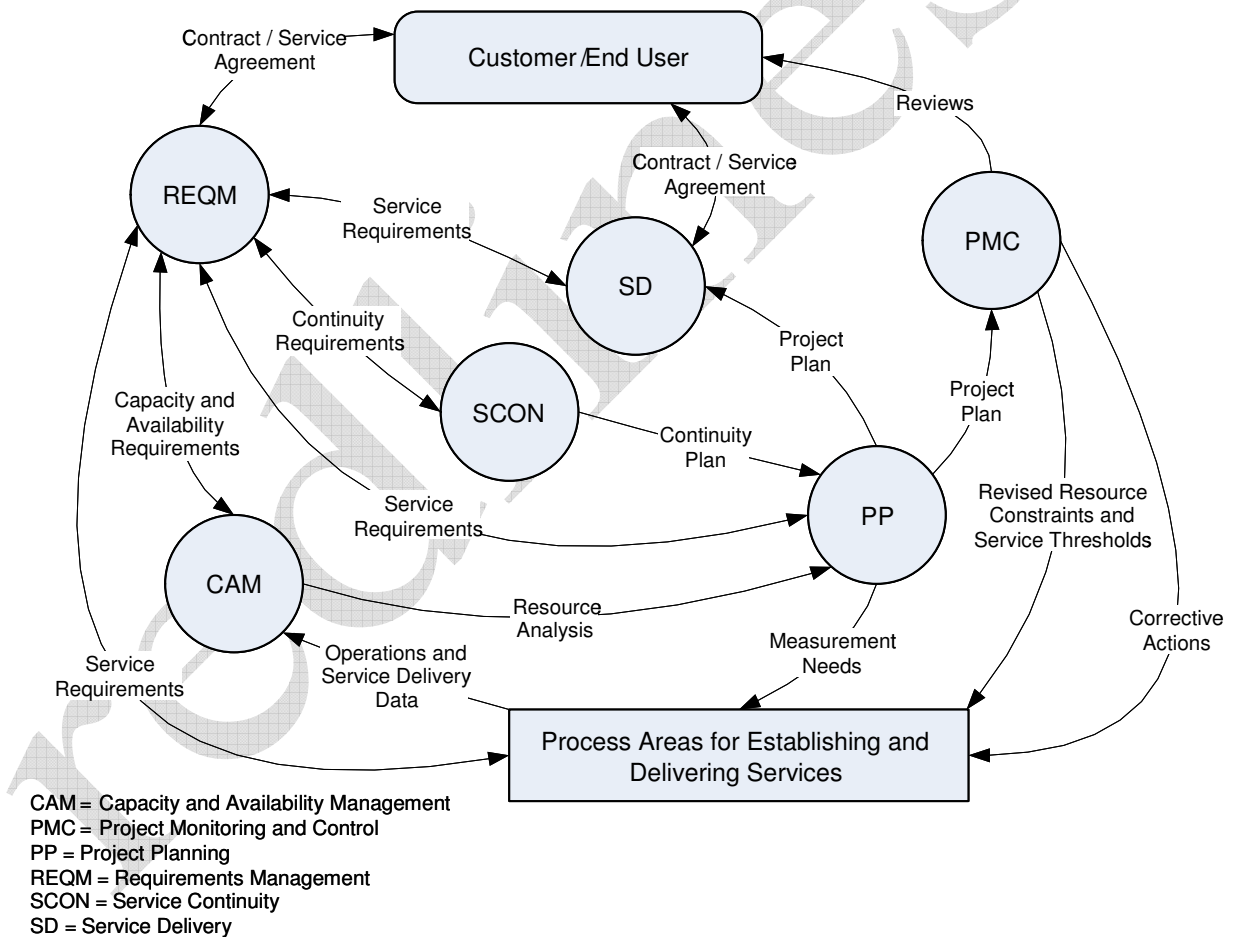 Contract / Service
Agreement
Customer /End User
Reviews
Contract / Service
Agreement
REQM
Service
Requirements
PMC
SD
Continuity
Requirements
Project
Plan
Project
Plan
Capacity and
Availability
Requirements
SCON
Continuity
Plan
Service
Requirements
PP
Revised Resource
Constraints and
Service Thresholds
CAM
Resource
Analysis
Corrective
Actions
Measurement
Needs
Operations and
Service Delivery
Data
Service
Requirements
Process Areas for Establishing and
Delivering Services
CAM = Capacity and Availability Management
PMC = Project Monitoring and Control
PP = Project Planning
REQM = Requirements Management
SCON = Service Continuity
SD = Service Delivery